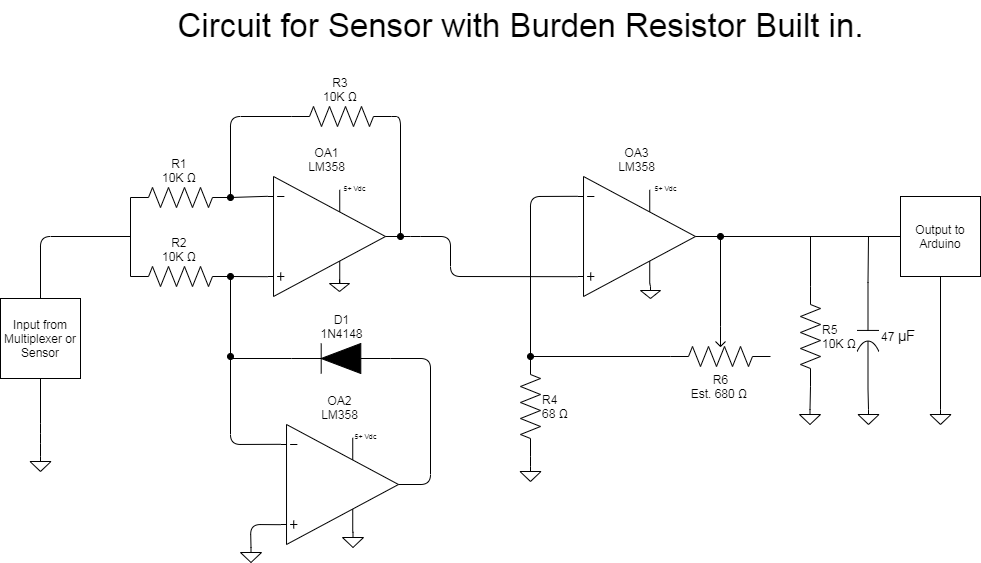 Circuit for Sensor with Burden Resistor Built in.
R3
10K Ω
OA1
LM358
5+ Vdc
−
+
R1
10K Ω
R2
10K Ω
OA3
LM358
5+ Vdc
−
+
Output to
Arduino
Input from
Multiplexer or
Sensor
D1
1N4148
OA2
LM358
5+ Vdc
−
+
R5
10K Ω
47 µF
R6
Est. 680 Ω
R4
68 Ω